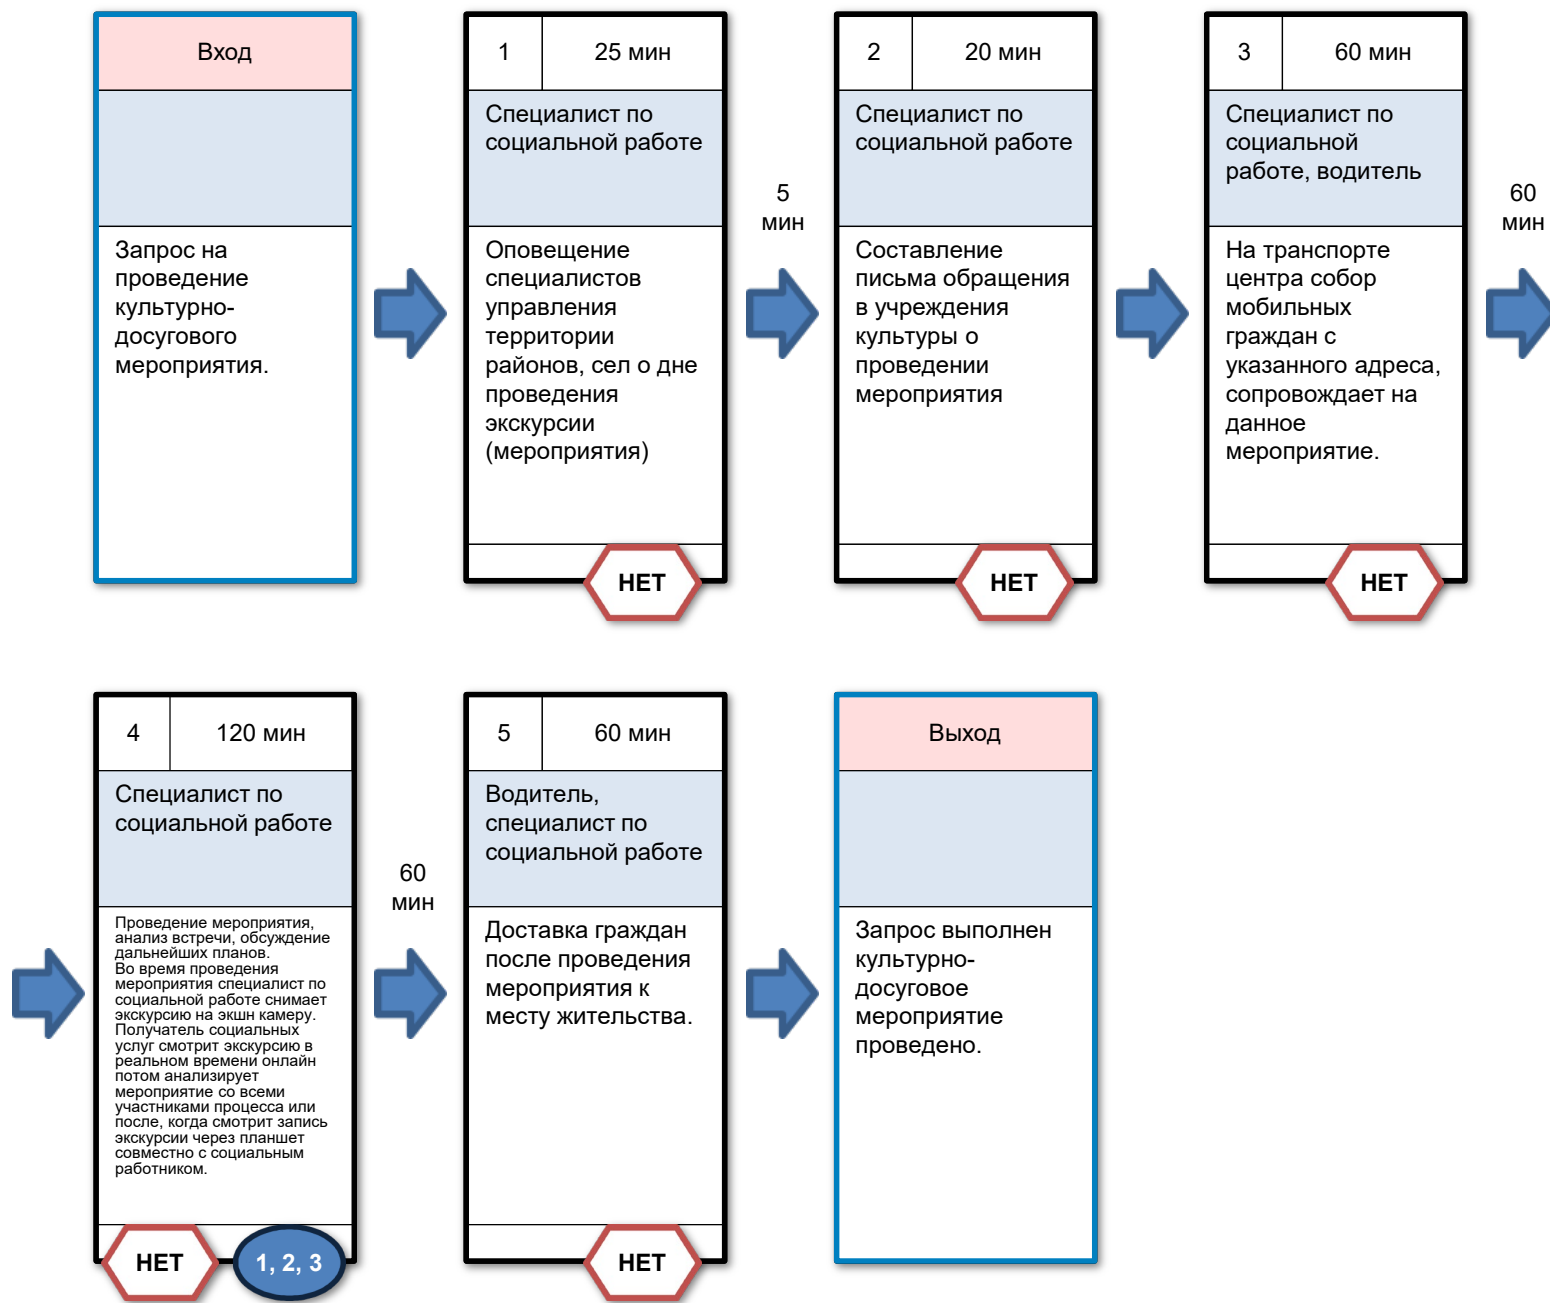 Вход
Запрос на
проведение
культурно-
досугового
мероприятия.
1
25 мин
Специалист по
социальной работе
Оповещение
специалистов
управления
территории
районов, сел о дне
проведения
экскурсии
(мероприятия)
НЕТ
5
мин
2
20 мин
Специалист по
социальной работе
Составление
письма обращения
в учреждения
культуры о
проведении
мероприятия
НЕТ
3
60 мин
Специалист по
социальной
работе, водитель
На транспорте
центра собор
мобильных
граждан с
указанного адреса,
сопровождает на
данное
мероприятие.
НЕТ
60
мин
4
120 мин
Специалист по
социальной работе
Проведение мероприятия,
анализ встречи, обсуждение
дальнейших планов.
Во время проведения
мероприятия специалист по
социальной работе снимает
экскурсию на экшн камеру.
Получатель социальных
услуг смотрит экскурсию в
реальном времени онлайн
потом анализирует
мероприятие со всеми
участниками процесса или
после, когда смотрит запись
экскурсии через планшет
совместно с социальным
работником.
НЕТ
1, 2, 3
60
мин
5
60 мин
Водитель,
специалист по
социальной работе
Доставка граждан
после проведения
мероприятия к
месту жительства.
НЕТ
Выход
Запрос выполнен
культурно-
досуговое
мероприятие
проведено.